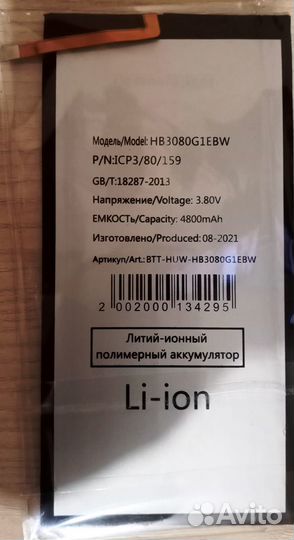 Модель/Model: HB3080G1EBW
P/N:ICP3/80/159
GB/T:18287-2013
Напряжение/Voltage: 3.80V
ЕМКОСТЬ/Capacity: 4800mAh
Изготовлено/Produced: 08-2021
Артикул/Art.: BTT-HUW-HB3080G1EBW
2 002000 134295
Литий-ионный
полимерный аккумулятор
Li-ion
Avito